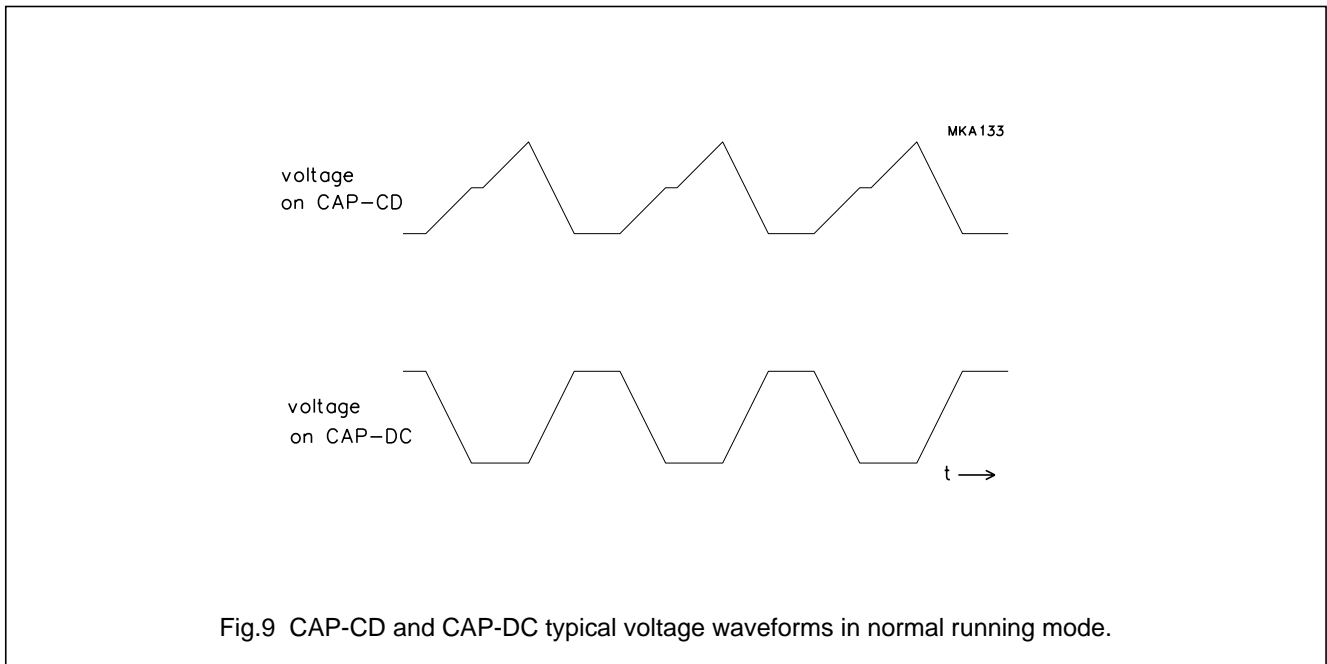 MKA133
voltage
on CAP-CD
voltage
on CAP-DC
t
Fig.9 CAP-CD and CAP-DC typical voltage waveforms in normal running mode.